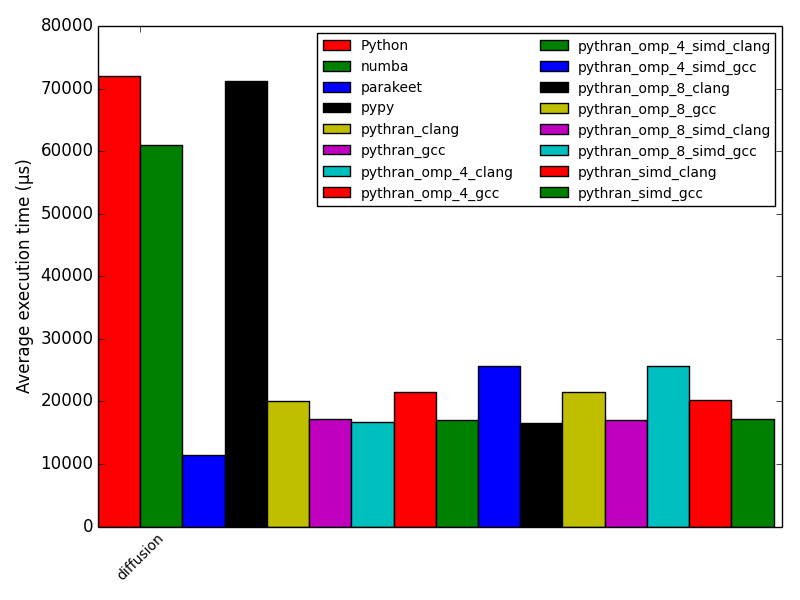 80000
70000
60000
50000
40000
30000
20000
10000
0
Average execution time (µs)
diffusion
Python
numba
parakeet
pypy
pythran_clang
pythran_gcc
pythran_omp_4_clang
pythran_omp_4_gcc
pythran_omp_4_simd_clang
pythran_omp_4_simd_gcc
pythran_omp_8_clang
pythran_omp_8_gcc
pythran_omp_8_simd_clang
pythran_omp_8_simd_gcc
pythran_simd_clang
pythran_simd_gcc